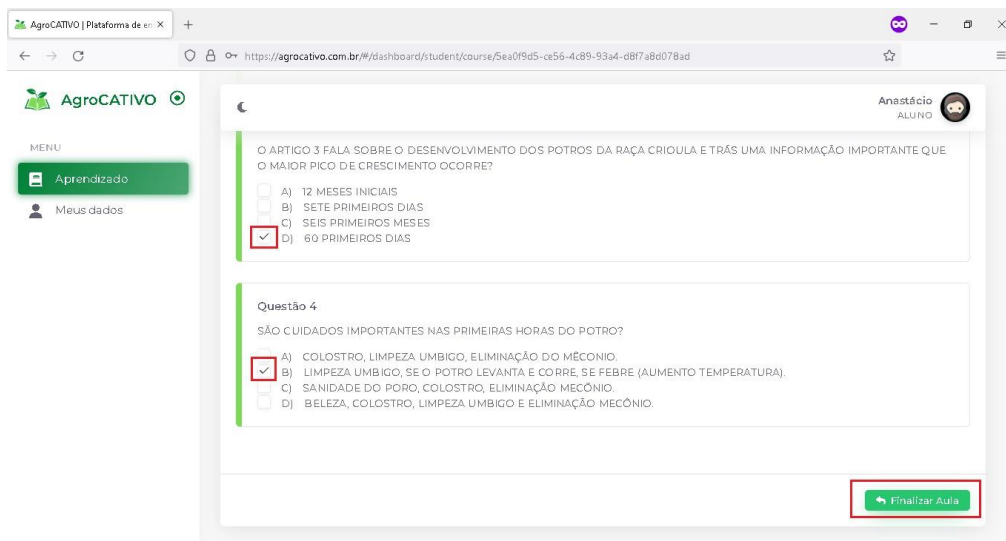 AgroCATIVO | Plataforma de en
https://agrocativo.com.br/#/dashboard/student/course/5ea0f9d5-ce56-4c89-93a4-d8f7a8d078ad
AgroCATIVO
Anastácio
ALUNO
MENU
Aprendizado
Meus dados
O ARTIGO 3 FALA SOBRE O DESENVOLVIMENTO DOS POTROS DA RAÇA CRIOULA E TRÁS UMA INFORMAÇÃO IMPORTANTE QUE
O MAIOR PICO DE CRESCIMENTO OCORRE?
A) 12 MESES INICIAIS
B) SETE PRIMEIROS DIAS
C) SEIS PRIMEIROS MESES
D) 60 PRIMEIROS DIAS
Questão 4
SÃO CUIDADOS IMPORTANTES NAS PRIMEIRAS HORAS DO POTRO?
A) COLOSTRO, LIMPEZA UMBIGO, ELIMINAÇÃO DO MÊCONIO.
B) LIMPEZA UMBIGO, SE O POTRO LEVANTA E CORRE, SE FEBRE (AUMENTO TEMPERATURA).
C) SANIDADE DO PORO, COLOSTRO, ELIMINAÇÃO MECÔNIO.
D) BELEZA, COLOSTRO, LIMPEZA UMBIGO E ELIMINAÇÃO MECÔNIO.
Finalizar Aula